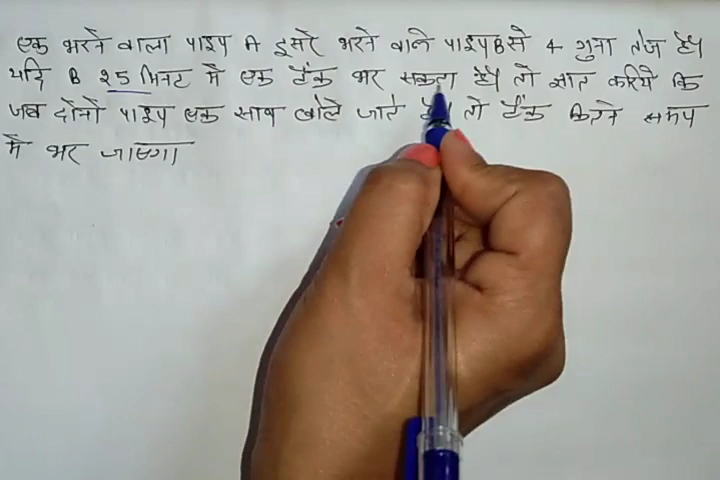 एक भरने वाला पाइप A दूसरे भरने वाले पाइप B से 4 गुना तेज है।
यदि B 25 मिनट में एक टैंक भर सकता है। तो ज्ञात करिये कि
जब दोनों पाइप एक साथ खोले जाते है। तो टैंक कितने समय
में भर जाएगा